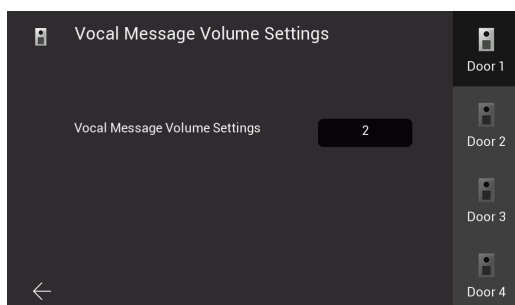 Vocal Message Volume Settings
Vocal Message Volume Settings 2
Door 1
Door 2
Door 3
Door 4